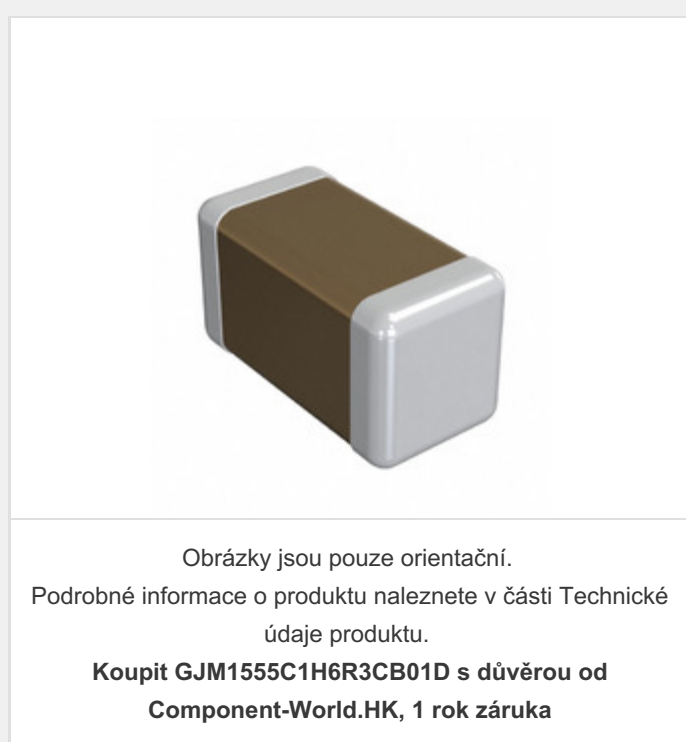 Obrázky jsou pouze orientační.
Podrobné informace o produktu naleznete v části Technické
údaje produktu.
Koupit GJM1555C1H6R3CB01D s důvěrou od
Component-World.HK, 1 rok záruka